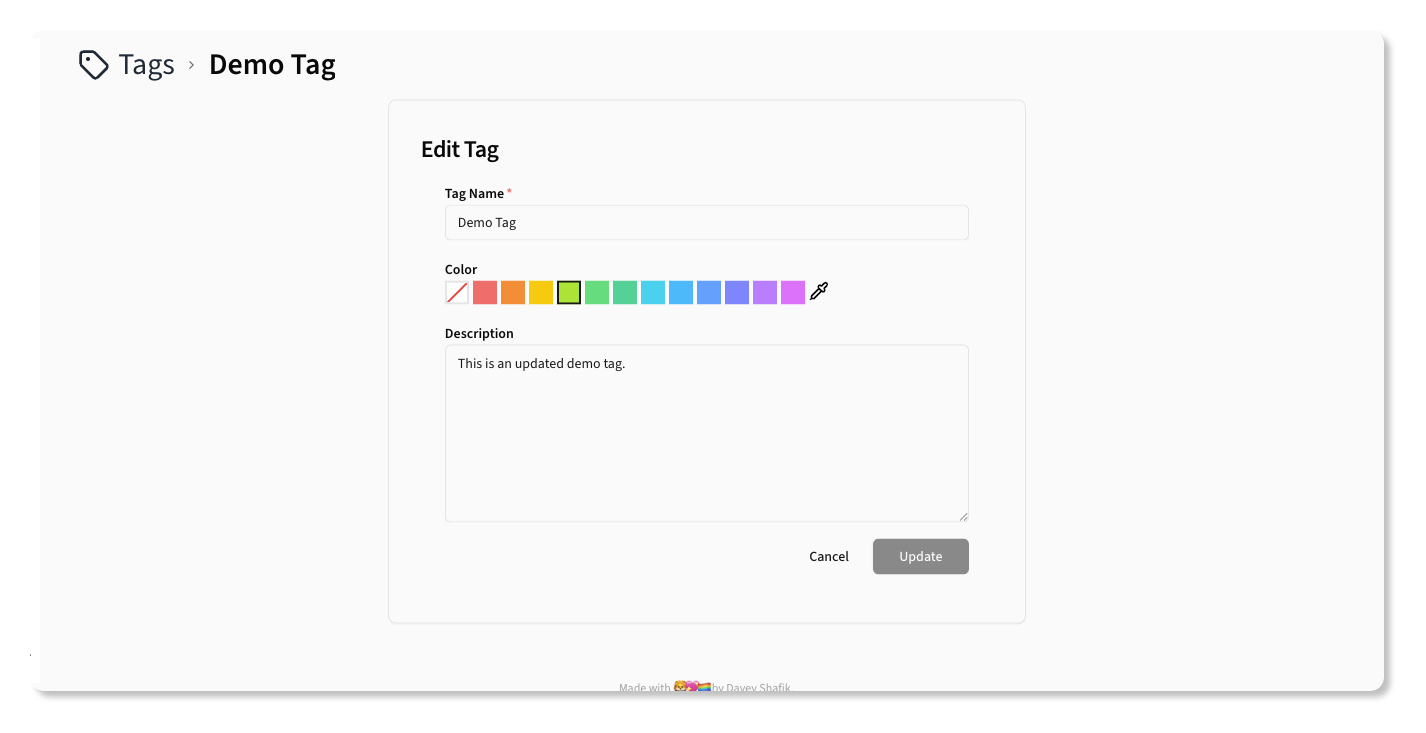 Tags › Demo Tag
Edit Tag
Tag Name *
Demo Tag
Color
Description
This is an updated demo tag.
Cancel
Update
Made with 🦁💖🏳️‍🌈 by Davey Shafik